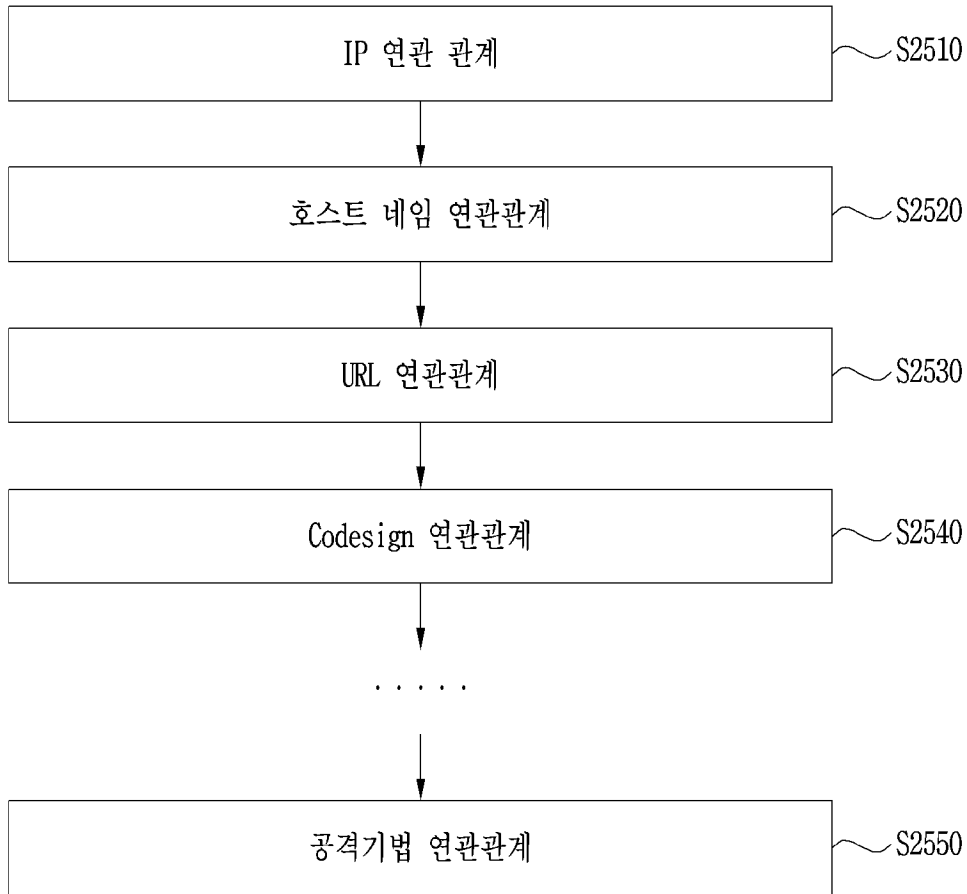 IP 연관 관계
S2510
호스트 네임 연관관계
S2520
URL 연관관계
S2530
Codesign 연관관계
S2540
. . . . .
공격기법 연관관계
S2550